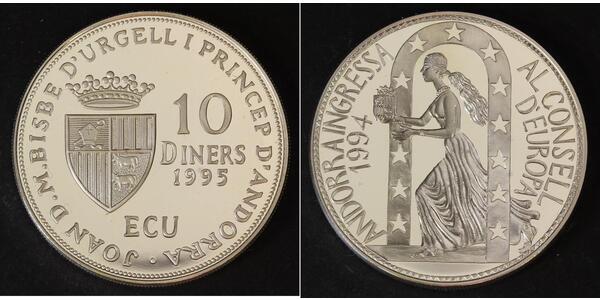 JOAN D.M. BISBE D'URGELL I PRINCEP D'ANDORRA ·
10
DINERS
1995
ECU
ANDORRA INGRESSA
1994
AL CONSELL
D'EUROPA